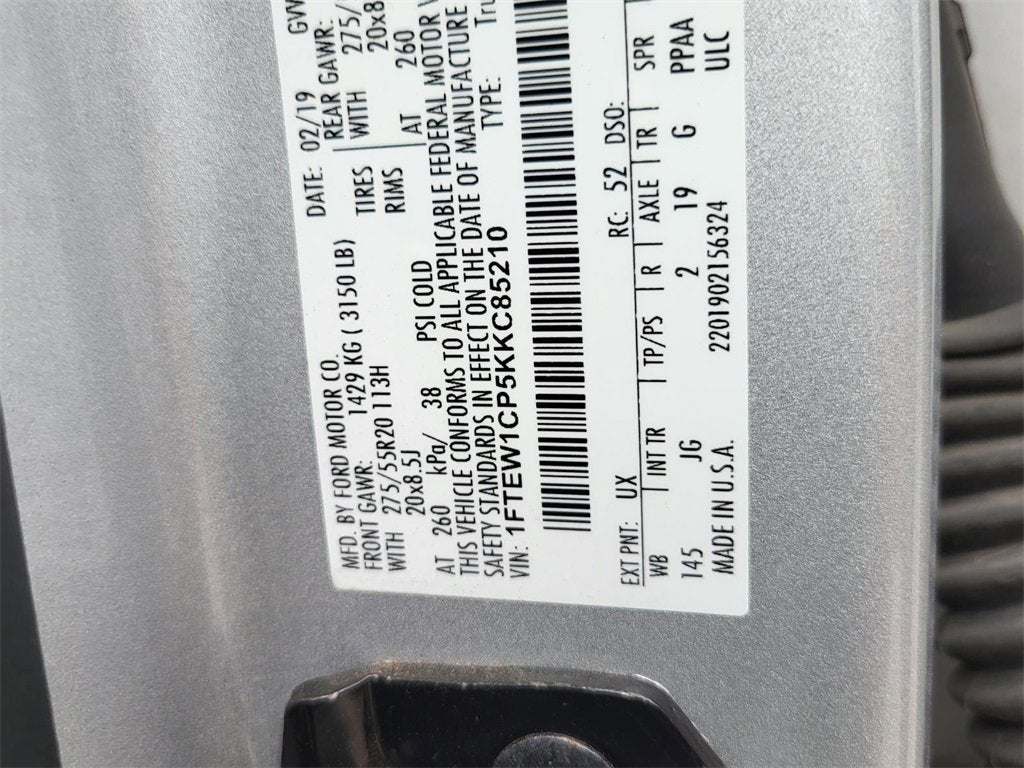 MFD. BY FORD MOTOR CO.
DATE: 02/19 GV
FRONT GAWR: 1429 KG ( 3150 LB)
REAR GAWR:
WITH 275/55R20 113H TIRES WITH 275/
20x8.5J RIMS 20x8
AT 260 kPa/ 38 PSI COLD AT 260
THIS VEHICLE CONFORMS TO ALL APPLICABLE FEDERAL MOTOR
SAFETY STANDARDS IN EFFECT ON THE DATE OF MANUFACTURE
VIN: 1FTEW1CP5KKC85210 TYPE: Tru
EXT PNT: UX RC: 52 DSO:
WB INT TR TP/PS R AXLE TR SPR
145 JG 2 19 G PPAA
MADE IN U.S.A. 2201902156324 ULC